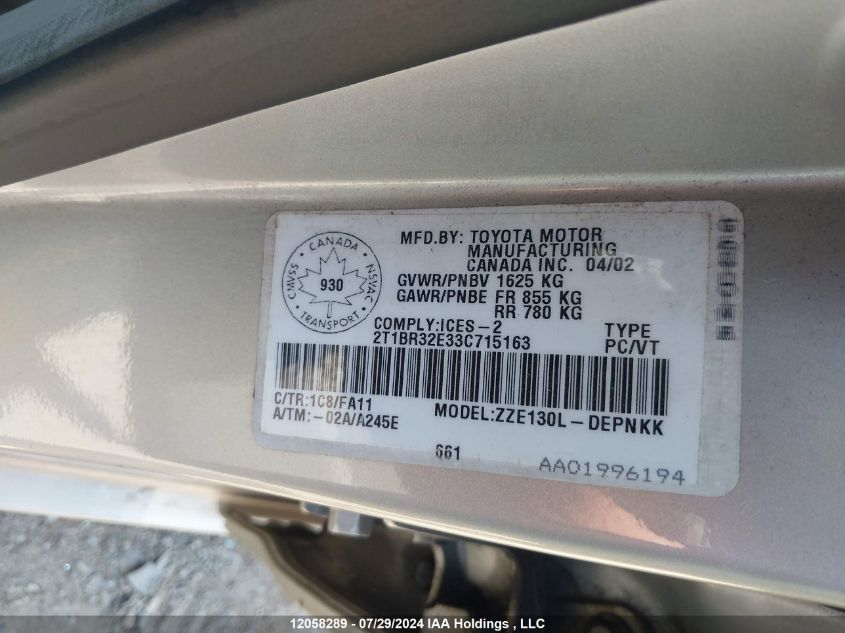 MFD.BY: TOYOTA MOTOR
MANUFACTURING
CANADA INC. 04/02
GVWR/PNBV 1625 KG
GAWR/PNBE FR 855 KG
RR 780 KG
CANADA
CMVSS
NSVAC
930
TRANSPORT
COMPLY:ICES-2
2T1BR32E33C715163
TYPE
PC/VT
C/TR:1C8/FA11
A/TM:-02A/A245E
MODEL:ZZE130L-DEPNKK
661
AA01996194
12058289 - 07/29/2024 IAA Holdings , LLC